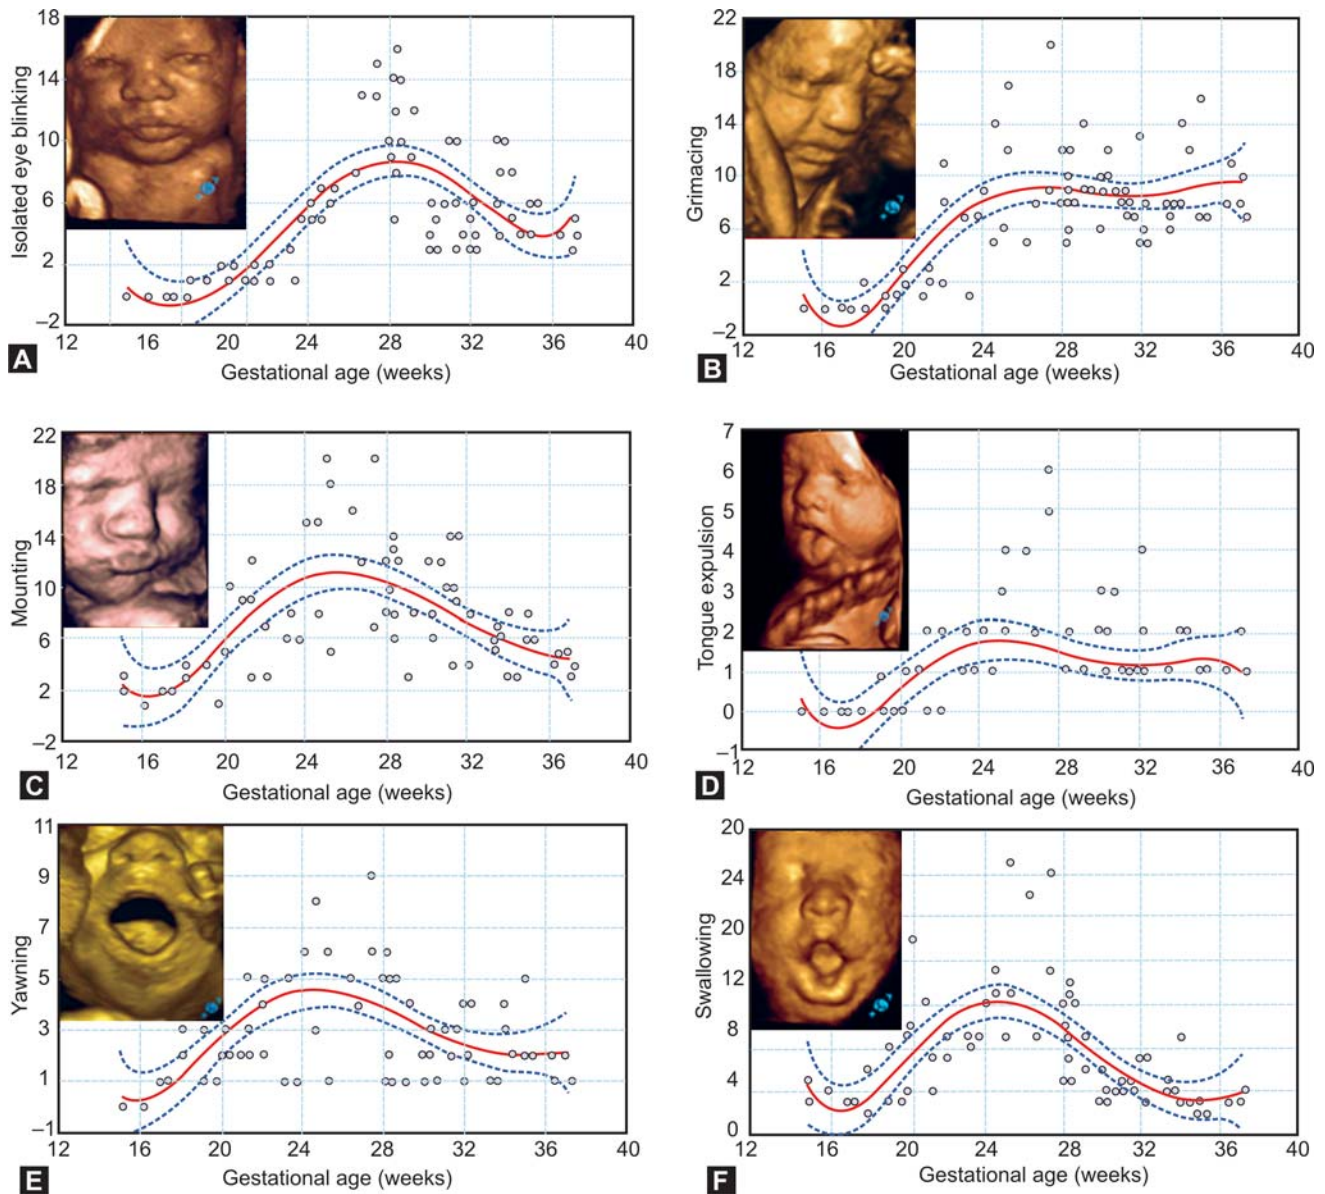 18
14
10
6
2
–2
Isolated eye blinking
12 16 20 24 28 32 36 40
A
Gestational age (weeks)
22
18
14
10
6
2
–2
Grimacing
12 16 20 24 28 32 36 40
B
Gestational age (weeks)
22
18
14
10
6
2
–2
Mounting
12 16 20 24 28 32 36 40
C
Gestational age (weeks)
7
6
5
4
3
2
1
0
–1
Tongue expulsion
12 16 20 24 28 32 36 40
D
Gestational age (weeks)
11
9
7
5
3
1
–1
Yawning
12 16 20 24 28 32 36 40
E
Gestational age (weeks)
20
24
20
12
8
4
0
Swallowing
12 16 20 24 28 32 36 40
F
Gestational age (weeks)